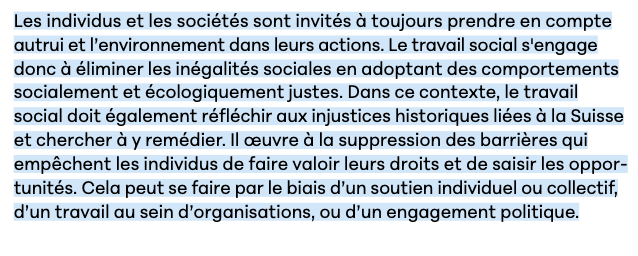 Les individus et les sociétés sont invités à toujours prendre en compte
autrui et l’environnement dans leurs actions. Le travail social s'engage
donc à éliminer les inégalités sociales en adoptant des comportements
socialement et écologiquement justes. Dans ce contexte, le travail
social doit également réfléchir aux injustices historiques liées à la Suisse
et chercher à y remédier. Il œuvre à la suppression des barrières qui
empêchent les individus de faire valoir leurs droits et de saisir les oppor-
tunités. Cela peut se faire par le biais d’un soutien individuel ou collectif,
d’un travail au sein d’organisations, ou d’un engagement politique.